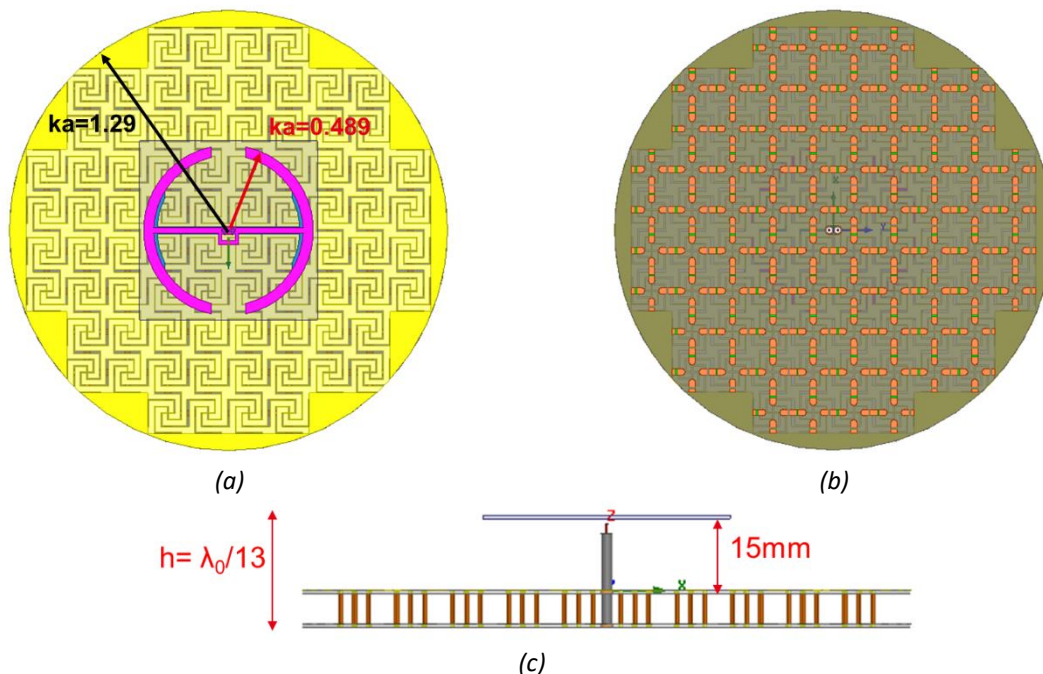 ka=1.29
ka=0.489
X
Y
(a)
(b)
h= λ₀/13
Z
15mm
X
(c)